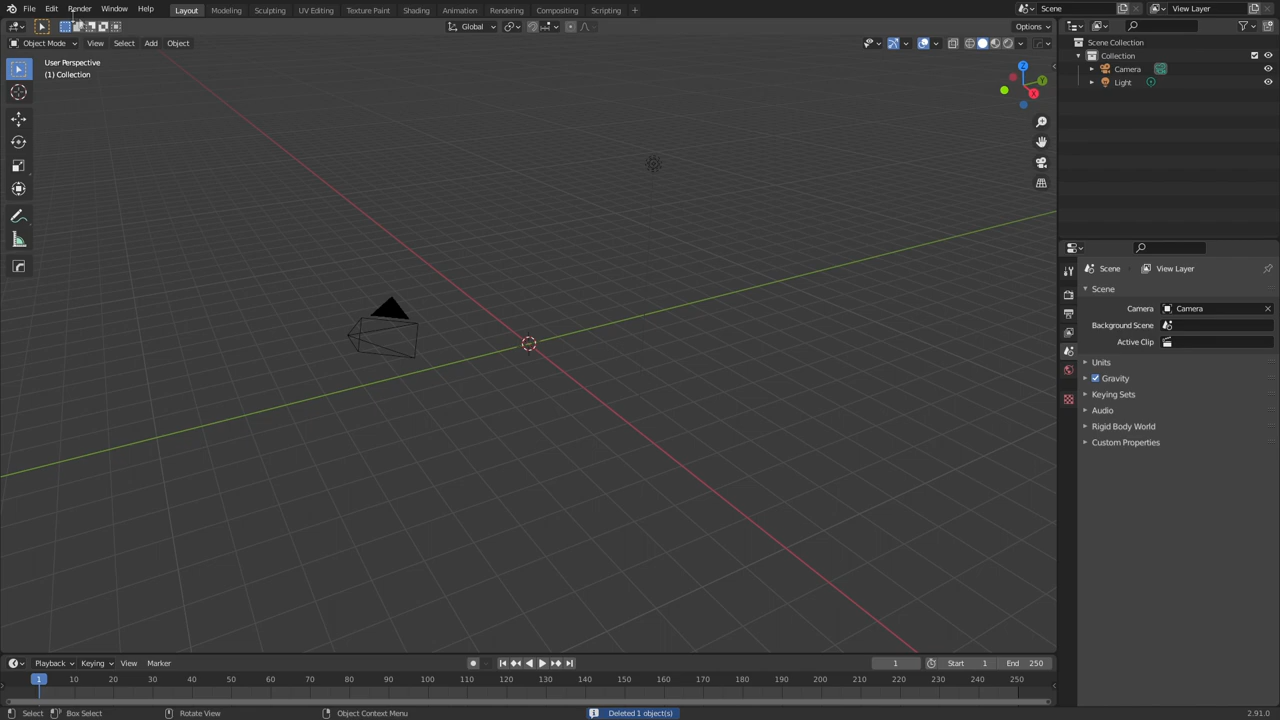 File Edit Render Window Help Layout Modeling Sculpting UV Editing Texture Paint Shading Animation Rendering Compositing Scripting + Scene View Layer
Global Options
Object Mode View Select Add Object
User Perspective
(1) Collection
Z
Y
X
Scene Collection
Collection
Camera
Light
Scene View Layer
Scene
Camera Camera
Background Scene
Active Clip
Units
Gravity
Keying Sets
Audio
Rigid Body World
Custom Properties
Playback Keying View Marker 1 Start 1 End 250
1 10 20 30 40 50 60 70 80 90 100 110 120 130 140 150 160 170 180 190 200 210 220 230 240 250
Select Box Select Rotate View Object Context Menu Deleted 1 object(s) 2.91.0